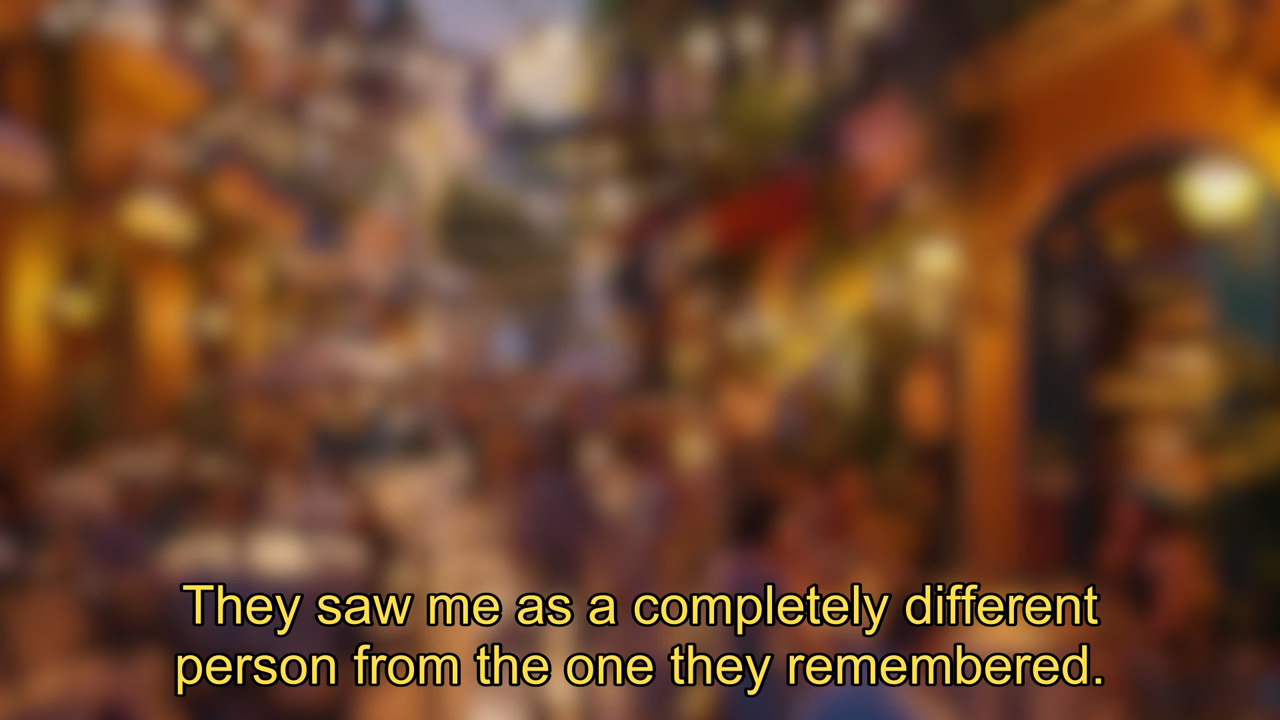 They saw me as a completely different
person from the one they remembered.